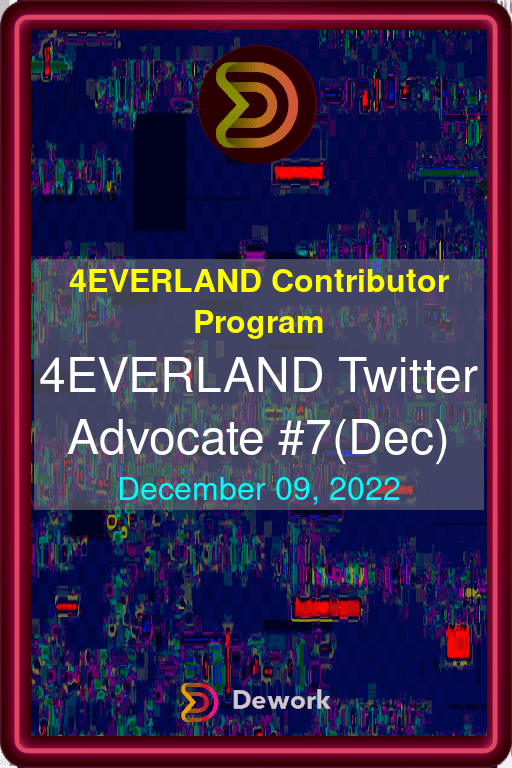 4EVERLAND Contributor
Program
4EVERLAND Twitter
Advocate #7(Dec)
December 09, 2022
Dework